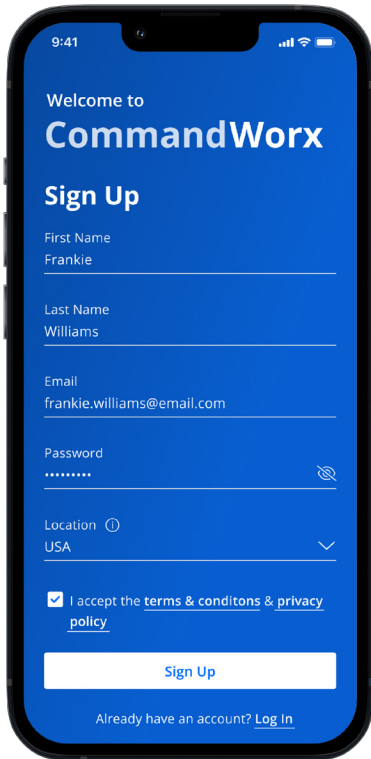 9:41
Welcome to
CommandWorx
Sign Up
First Name
Frankie
Last Name
Williams
Email
frankie.williams@email.com
Password
•••••••••
Location ⓘ
USA
I accept the terms & conditons & privacy
policy
Sign Up
Already have an account? Log In